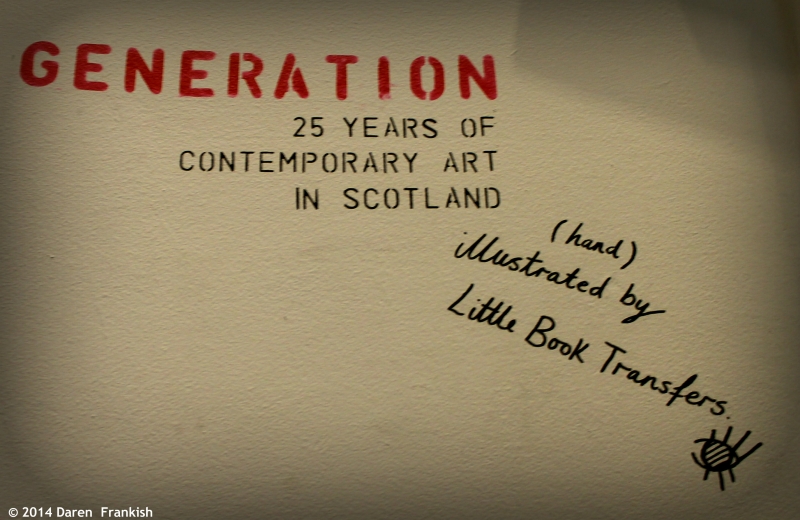 GENERATION
25 YEARS OF
CONTEMPORARY ART
IN SCOTLAND
(hand)
illustrated by
Little Book Transfers.
© 2014 Daren Frankish